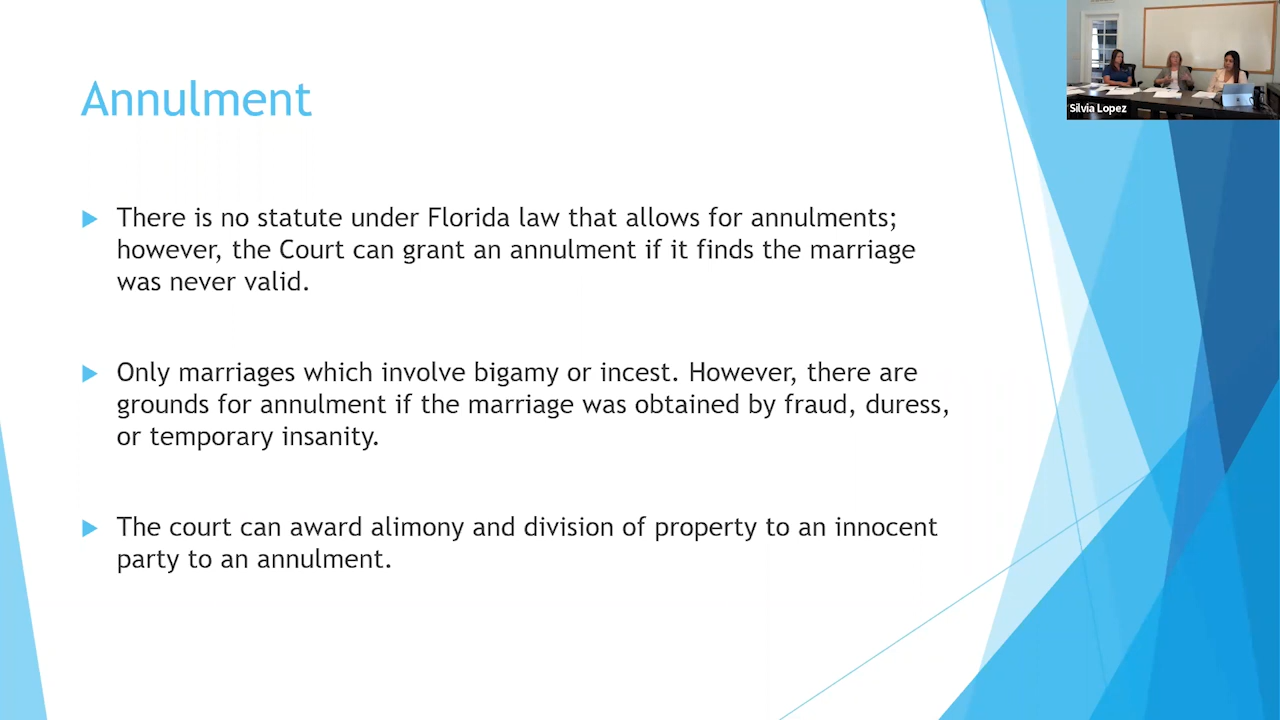 Annulment
There is no statute under Florida law that allows for annulments;
however, the Court can grant an annulment if it finds the marriage
was never valid.
Only marriages which involve bigamy or incest. However, there are
grounds for annulment if the marriage was obtained by fraud, duress,
or temporary insanity.
The court can award alimony and division of property to an innocent
party to an annulment.
Silvia Lopez